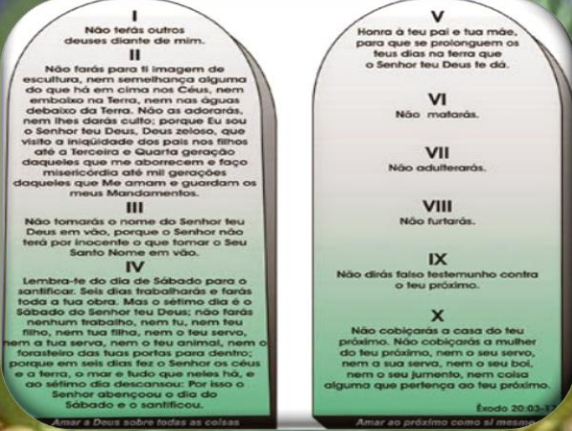 I
Não terás outros
deuses diante de mim.
II
Não farás para ti imagem de
escultura, nem semelhança alguma
do que há em cima nos Céus, nem
embaixo na Terra, nem nas águas
debaixo da Terra. Não as adorarás,
nem lhes darás culto; porque Eu sou
o Senhor teu Deus, Deus zeloso, que
visito a iniqüidade dos pais nos filhos
até a Terceira e Quarta geração
daqueles que me aborrecem e faço
misericórdia até mil gerações
daqueles que Me amam e guardam os
meus Mandamentos.
III
Não tomarás o nome do Senhor teu
Deus em vão, porque o Senhor não
terá por inocente o que tomar o Seu
Santo Nome em vão.
IV
Lembra-te do dia de Sábado para o
santificar. Seis dias trabalharás e farás
toda a tua obra. Mas o sétimo dia é o
Sábado do Senhor teu Deus; não farás
nenhum trabalho, nem tu, nem teu
filho, nem tua filha, nem o teu servo,
nem a tua serva, nem o teu animal, nem o
forasteiro das tuas portas para dentro;
porque em seis dias fez o Senhor os céus
e a terra, o mar e tudo que neles há, e
ao sétimo dia descansou: Por isso o
Senhor abençoou o dia do
Sábado e o santificou.
Amar a Deus sobre todas as coisas
V
Honra à teu pai e tua mãe,
para que se prolonguem os
teus dias na terra que
o Senhor teu Deus te dá.
VI
Não matarás.
VII
Não adulterarás.
VIII
Não furtarás.
IX
Não dirás falso testemunho contra
o teu próximo.
X
Não cobiçarás a casa do teu
próximo. Não cobiçarás a mulher
do teu próximo, nem o seu servo,
nem a sua serva, nem o seu boi,
nem o seu jumento, nem coisa
alguma que pertença ao teu próximo.
Êxodo 20:03-17
Amar ao próximo como si mesmo